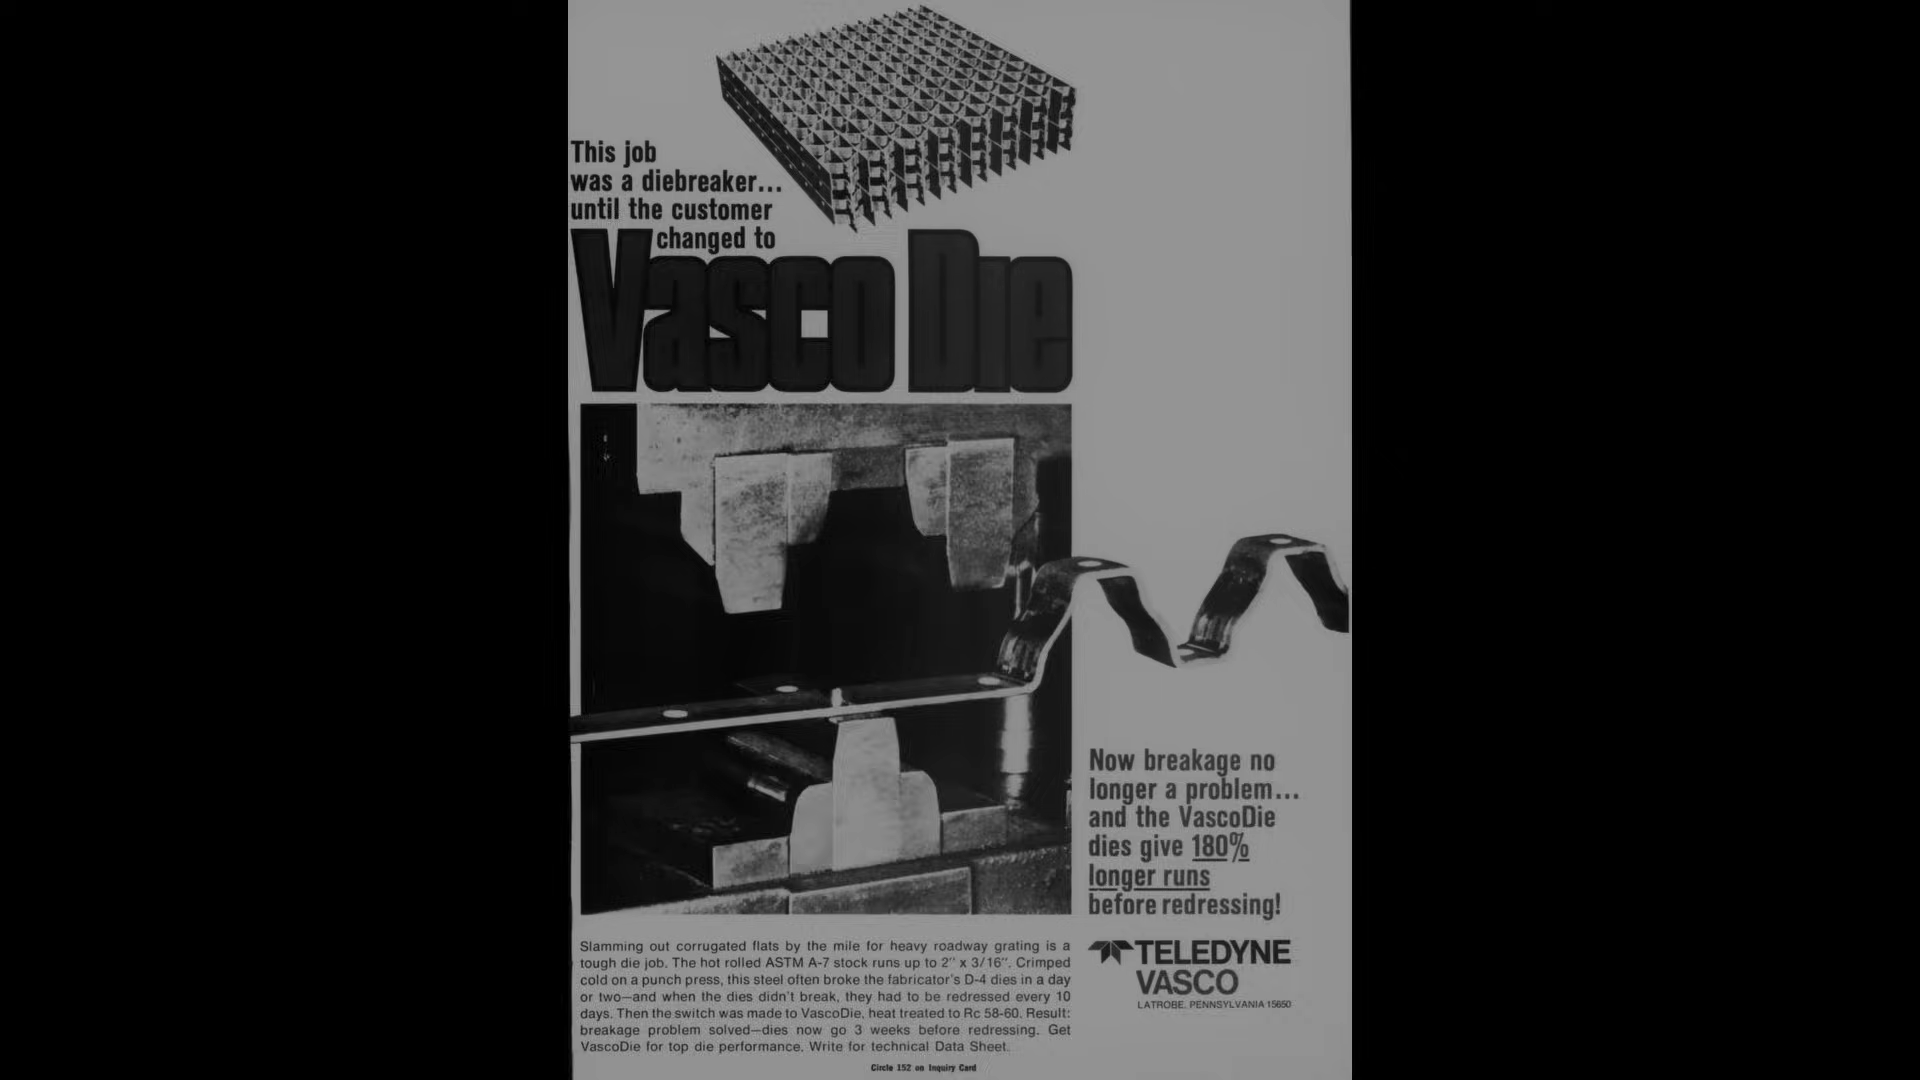 This job
was a diebreaker...
until the customer
changed to
Vasco Die
Now breakage no
longer a problem...
and the VascoDie
dies give 180%
longer runs
before redressing!
TELEDYNE
VASCO
LATROBE, PENNSYLVANIA 15650
Slamming out corrugated flats by the mile for heavy roadway grating is a
tough die job. The hot rolled ASTM A-7 stock runs up to 2" x 3/16". Crimped
cold on a punch press, this steel often broke the fabricator's D-4 dies in a day
or two—and when the dies didn't break, they had to be redressed every 10
days. Then the switch was made to VascoDie, heat treated to Rc 58-60. Result:
breakage problem solved—dies now go 3 weeks before redressing. Get
VascoDie for top die performance. Write for technical Data Sheet.
Circle 152 on Inquiry Card